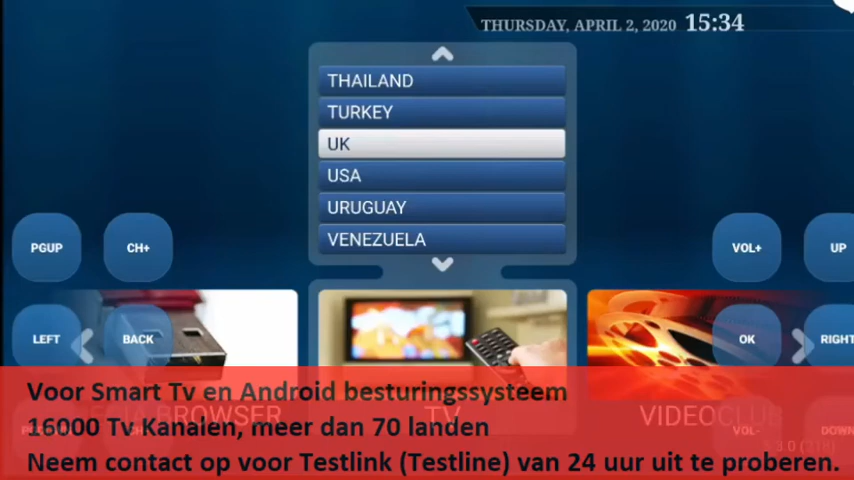 THURSDAY, APRIL 2, 2020 15:34
THAILAND
TURKEY
UK
USA
URUGUAY
VENEZUELA
PGUP
CH+
VOL+
UP
LEFT
BACK
OK
RIGHT
BROWSER
TV
VIDEOCLUB
VOL-
DOWN
Voor Smart Tv en Android besturingssysteem
16000 Tv Kanalen, meer dan 70 landen
Neem contact op voor Testlink (Testline) van 24 uur uit te proberen.